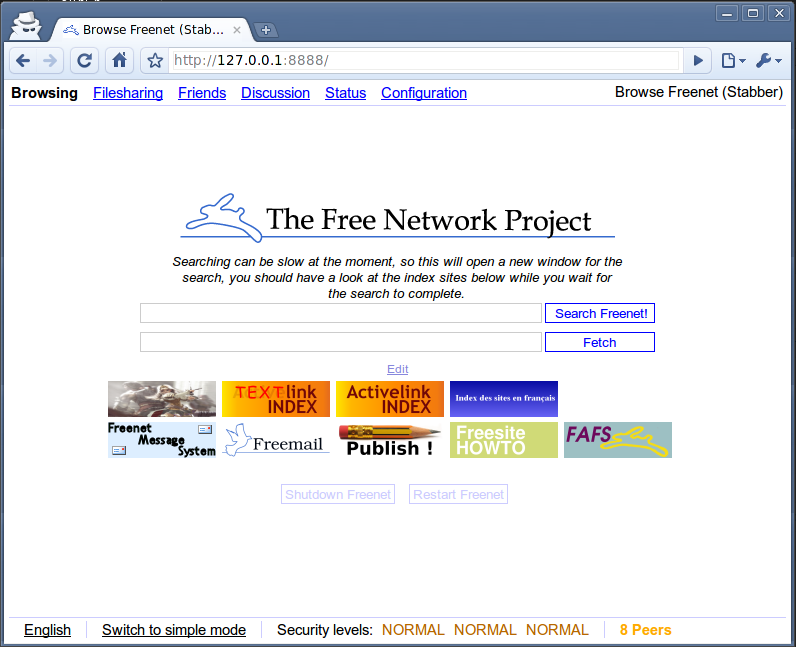 Browse Freenet (Stab...
http://127.0.0.1:8888/
Browsing Filesharing Friends Discussion Status Configuration Browse Freenet (Stabber)
The Free Network Project
Searching can be slow at the moment, so this will open a new window for the
search, you should have a look at the index sites below while you wait for
the search to complete.
Search Freenet!
Fetch
Edit
TEXTlink
INDEX
Activelink
INDEX
Index des sites en français
Freenet
Message
System
Freemail
Publish !
Freesite
HOWTO
FAFS
Shutdown Freenet Restart Freenet
English Switch to simple mode Security levels: NORMAL NORMAL NORMAL 8 Peers